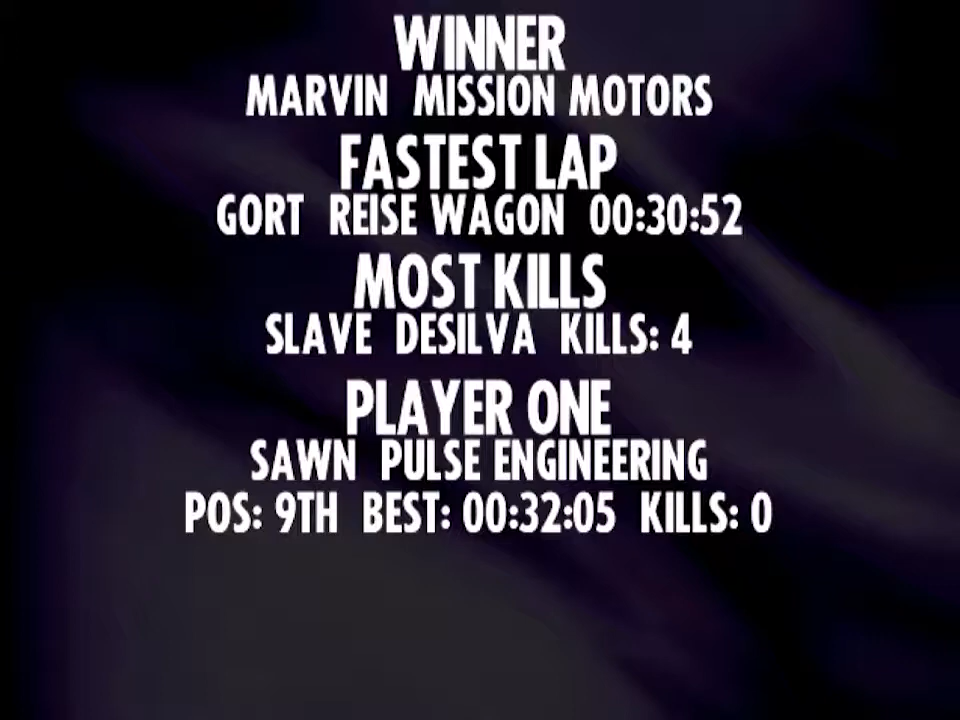 WINNER
MARVIN MISSION MOTORS
FASTEST LAP
GORT REISE WAGON 00:30:52
MOST KILLS
SLAVE DESILVA KILLS: 4
PLAYER ONE
SAWN PULSE ENGINEERING
POS: 9TH BEST: 00:32:05 KILLS: 0